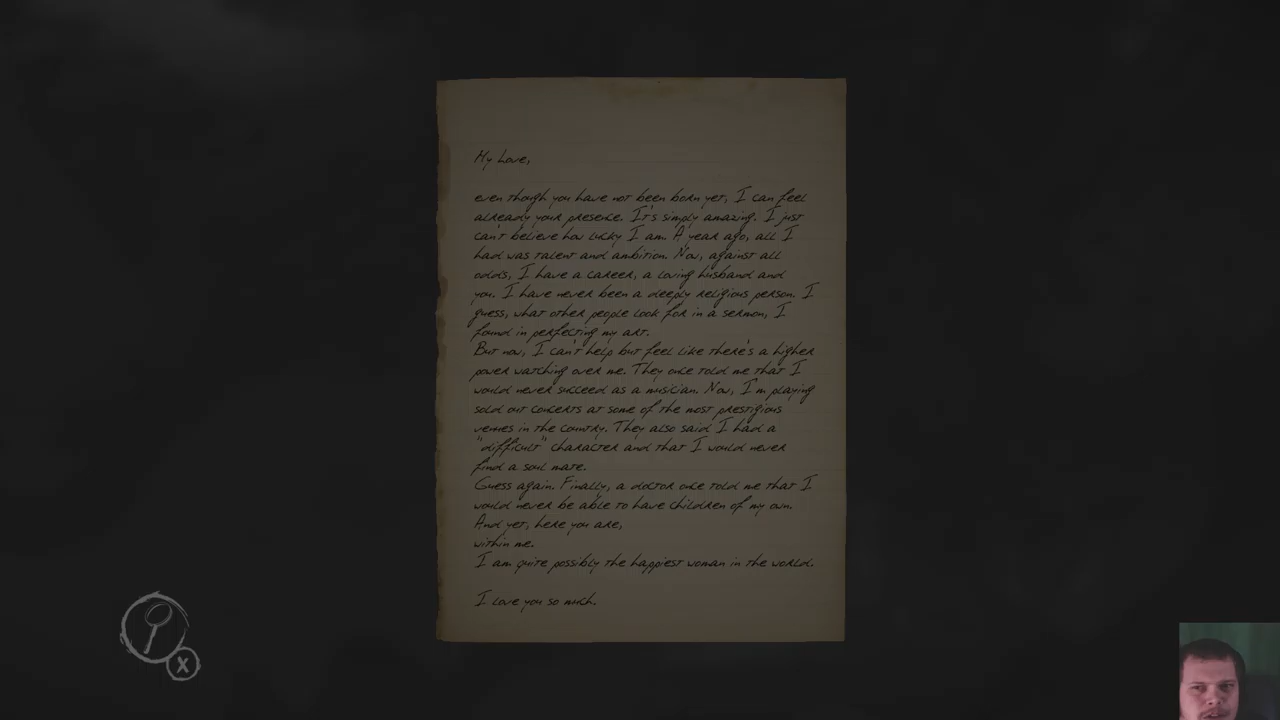 My Love,
even though you have not been born yet, I can feel
already your presence. It's simply amazing. I just
can't believe how lucky I am. A year ago, all I
had was talent and ambition. Now, against all
odds, I have a career, a loving husband and
you. I have never been a deeply religious person. I
guess, what other people look for in a sermon, I
found in perfecting my art.
But now, I can't help but feel like there's a higher
power watching over me. They once told me that I
would never succeed as a musician. Now, I'm playing
sold out concerts at some of the most prestigious
venues in the country. They also said I had a
"difficult" character and that I would never
find a soul mate.
Guess again. Finally, a doctor once told me that I
would never be able to have children of my own.
And yet, here you are,
within me.
I am quite possibly the happiest woman in the world.
I love you so much.
X